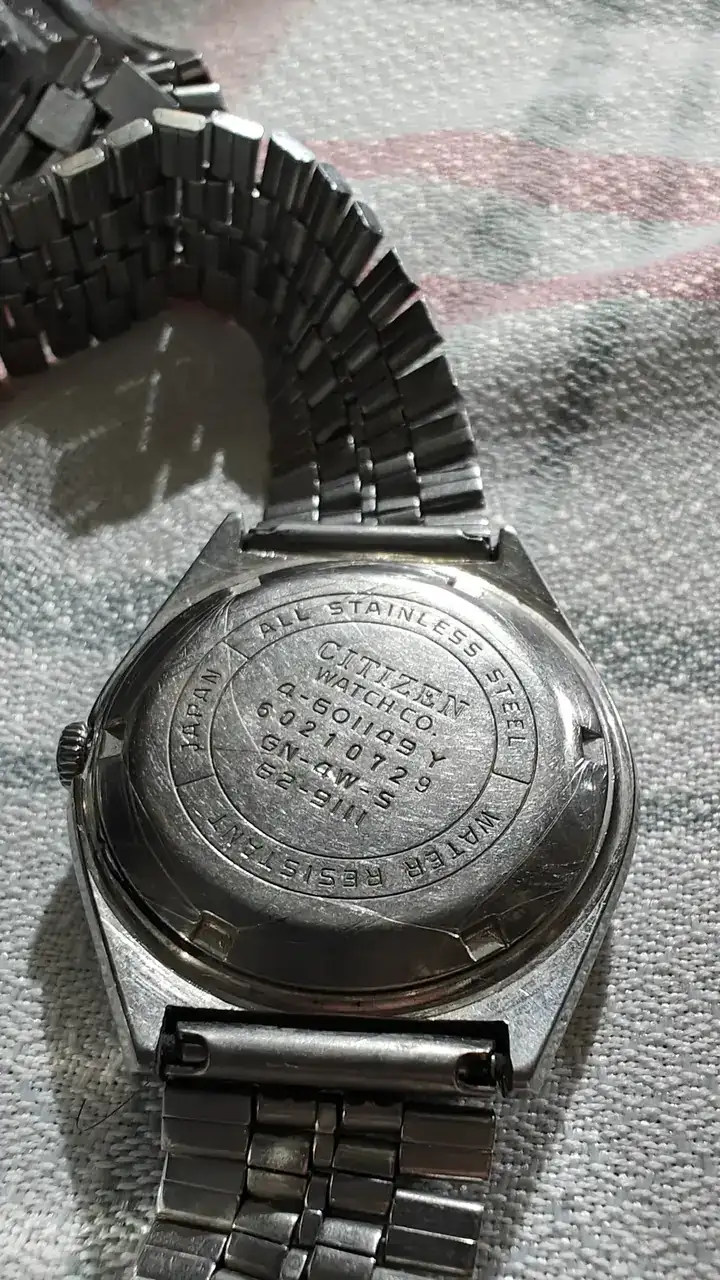 ALL STAINLESS STEEL
WATER RESISTANT
JAPAN
CITIZEN
WATCH CO.
4-601149 Y
60210729
GN-4W-S
62-9111